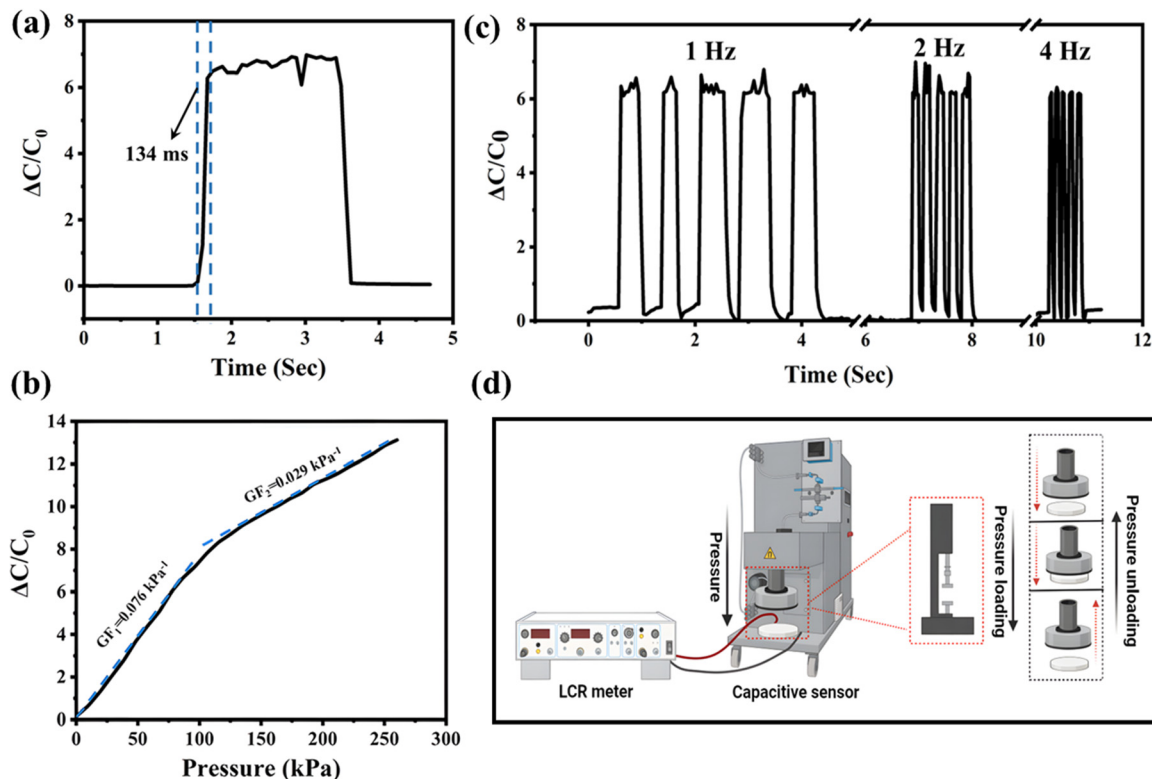 (a)
8
6
4
2
0
ΔC/C₀
134 ms
0 1 2 3 4 5
Time (Sec)
(b)
14
12
10
8
6
4
2
0
ΔC/C₀
GF₁=0.076 kPa⁻¹
GF₂=0.029 kPa⁻¹
0 50 100 150 200 250 300
Pressure (kPa)
(c)
8
6
4
2
0
ΔC/C0
1 Hz 2 Hz 4 Hz
0 2 4 6 8 10 12
Time (Sec)
(d)
Pressure
LCR meter
Capacitive sensor
Pressure loading
Pressure unloading